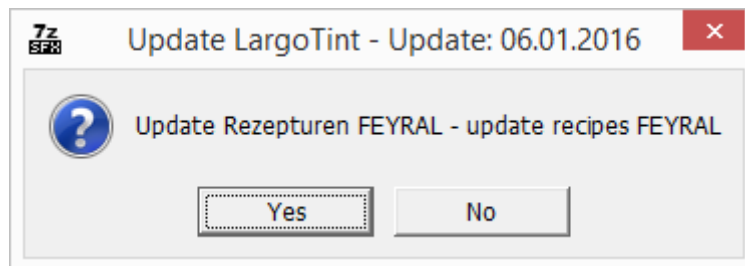 7z
SFX
Update LargoTint - Update: 06.01.2016
Update Rezepturen FEYRAL - update recipes FEYRAL
Yes
No